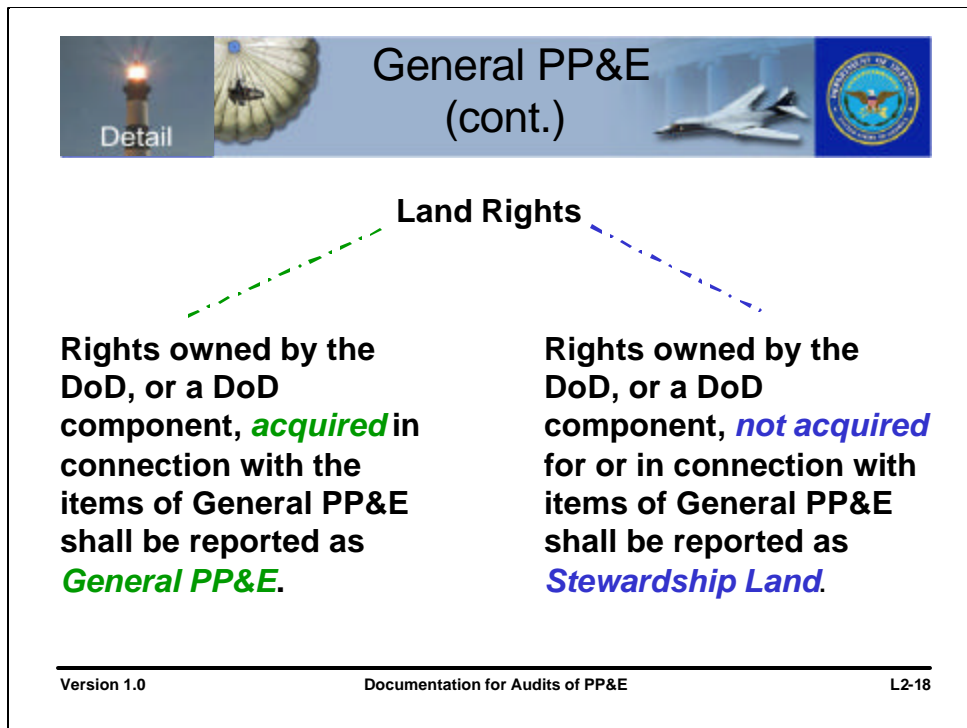 Detail
General PP&E
(cont.)
Land Rights
Rights owned by the
DoD, or a DoD
component, acquired in
connection with the
items of General PP&E
shall be reported as
General PP&E.
Rights owned by the
DoD, or a DoD
component, not acquired
for or in connection with
items of General PP&E
shall be reported as
Stewardship Land.
Version 1.0
Documentation for Audits of PP&E
L2-18